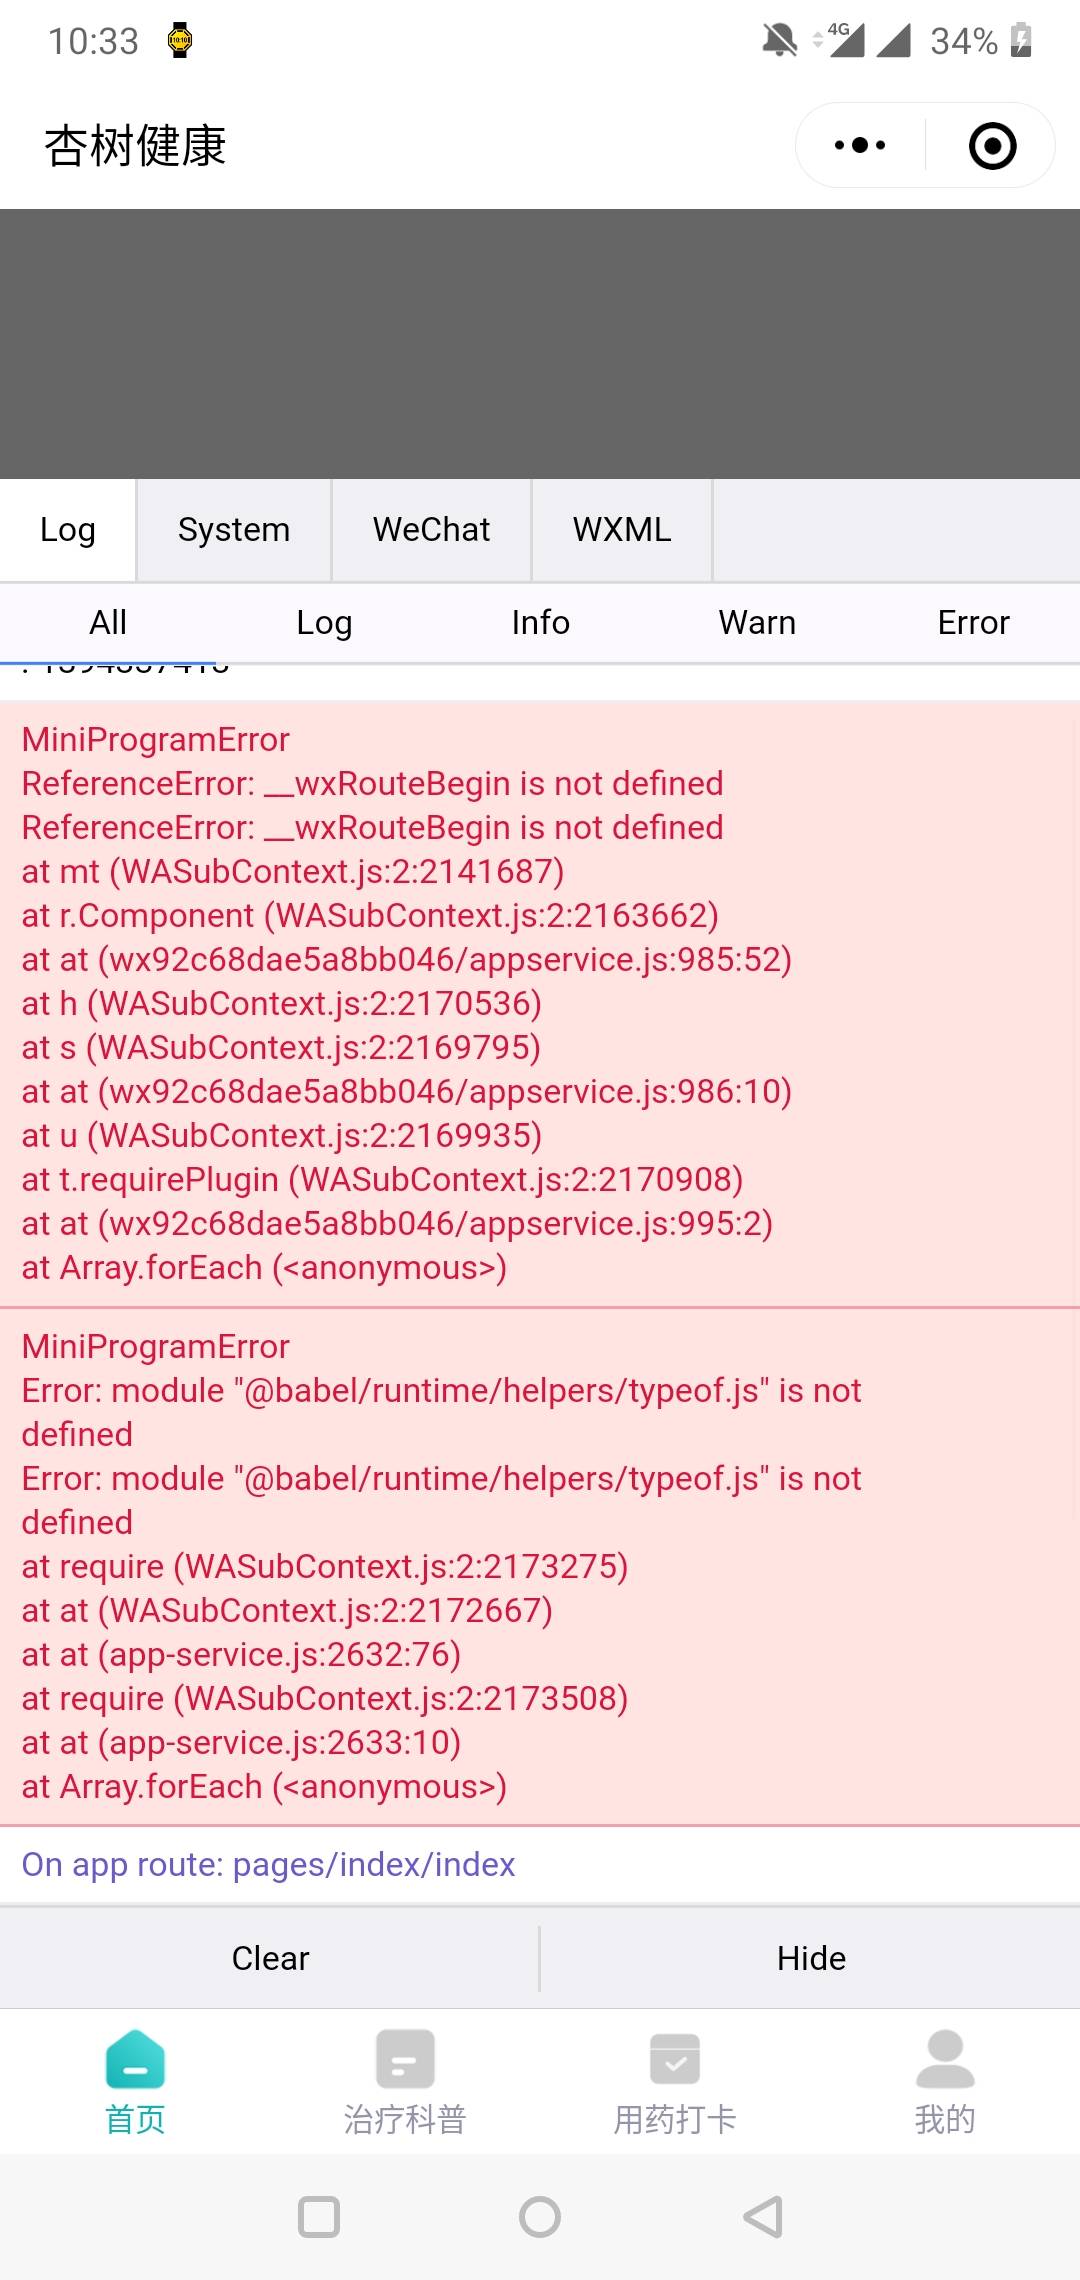 10:33
4G
34%
杏树健康
Log System WeChat WXML
All Log Info Warn Error
MiniProgramError
ReferenceError: __wxRouteBegin is not defined
ReferenceError: __wxRouteBegin is not defined
at mt (WASubContext.js:2:2141687)
at r.Component (WASubContext.js:2:2163662)
at at (wx92c68dae5a8bb046/appservice.js:985:52)
at h (WASubContext.js:2:2170536)
at s (WASubContext.js:2:2169795)
at at (wx92c68dae5a8bb046/appservice.js:986:10)
at u (WASubContext.js:2:2169935)
at t.requirePlugin (WASubContext.js:2:2170908)
at at (wx92c68dae5a8bb046/appservice.js:995:2)
at Array.forEach (<anonymous>)
MiniProgramError
Error: module "@babel/runtime/helpers/typeof.js" is not
defined
Error: module "@babel/runtime/helpers/typeof.js" is not
defined
at require (WASubContext.js:2:2173275)
at at (WASubContext.js:2:2172667)
at at (app-service.js:2632:76)
at require (WASubContext.js:2:2173508)
at at (app-service.js:2633:10)
at Array.forEach (<anonymous>)
On app route: pages/index/index
Clear Hide
首页 治疗科普 用药打卡 我的